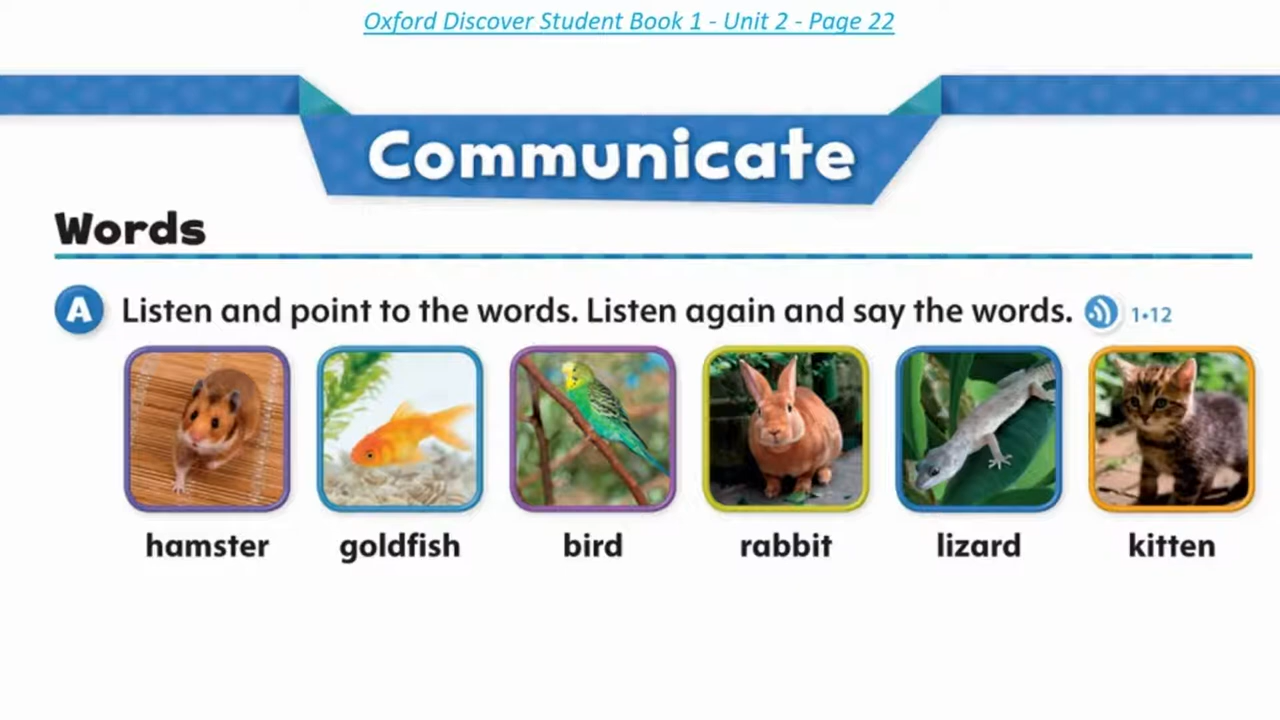 Oxford Discover Student Book 1 - Unit 2 - Page 22
Communicate
Words
A Listen and point to the words. Listen again and say the words. 1•12
hamster goldfish bird rabbit lizard kitten